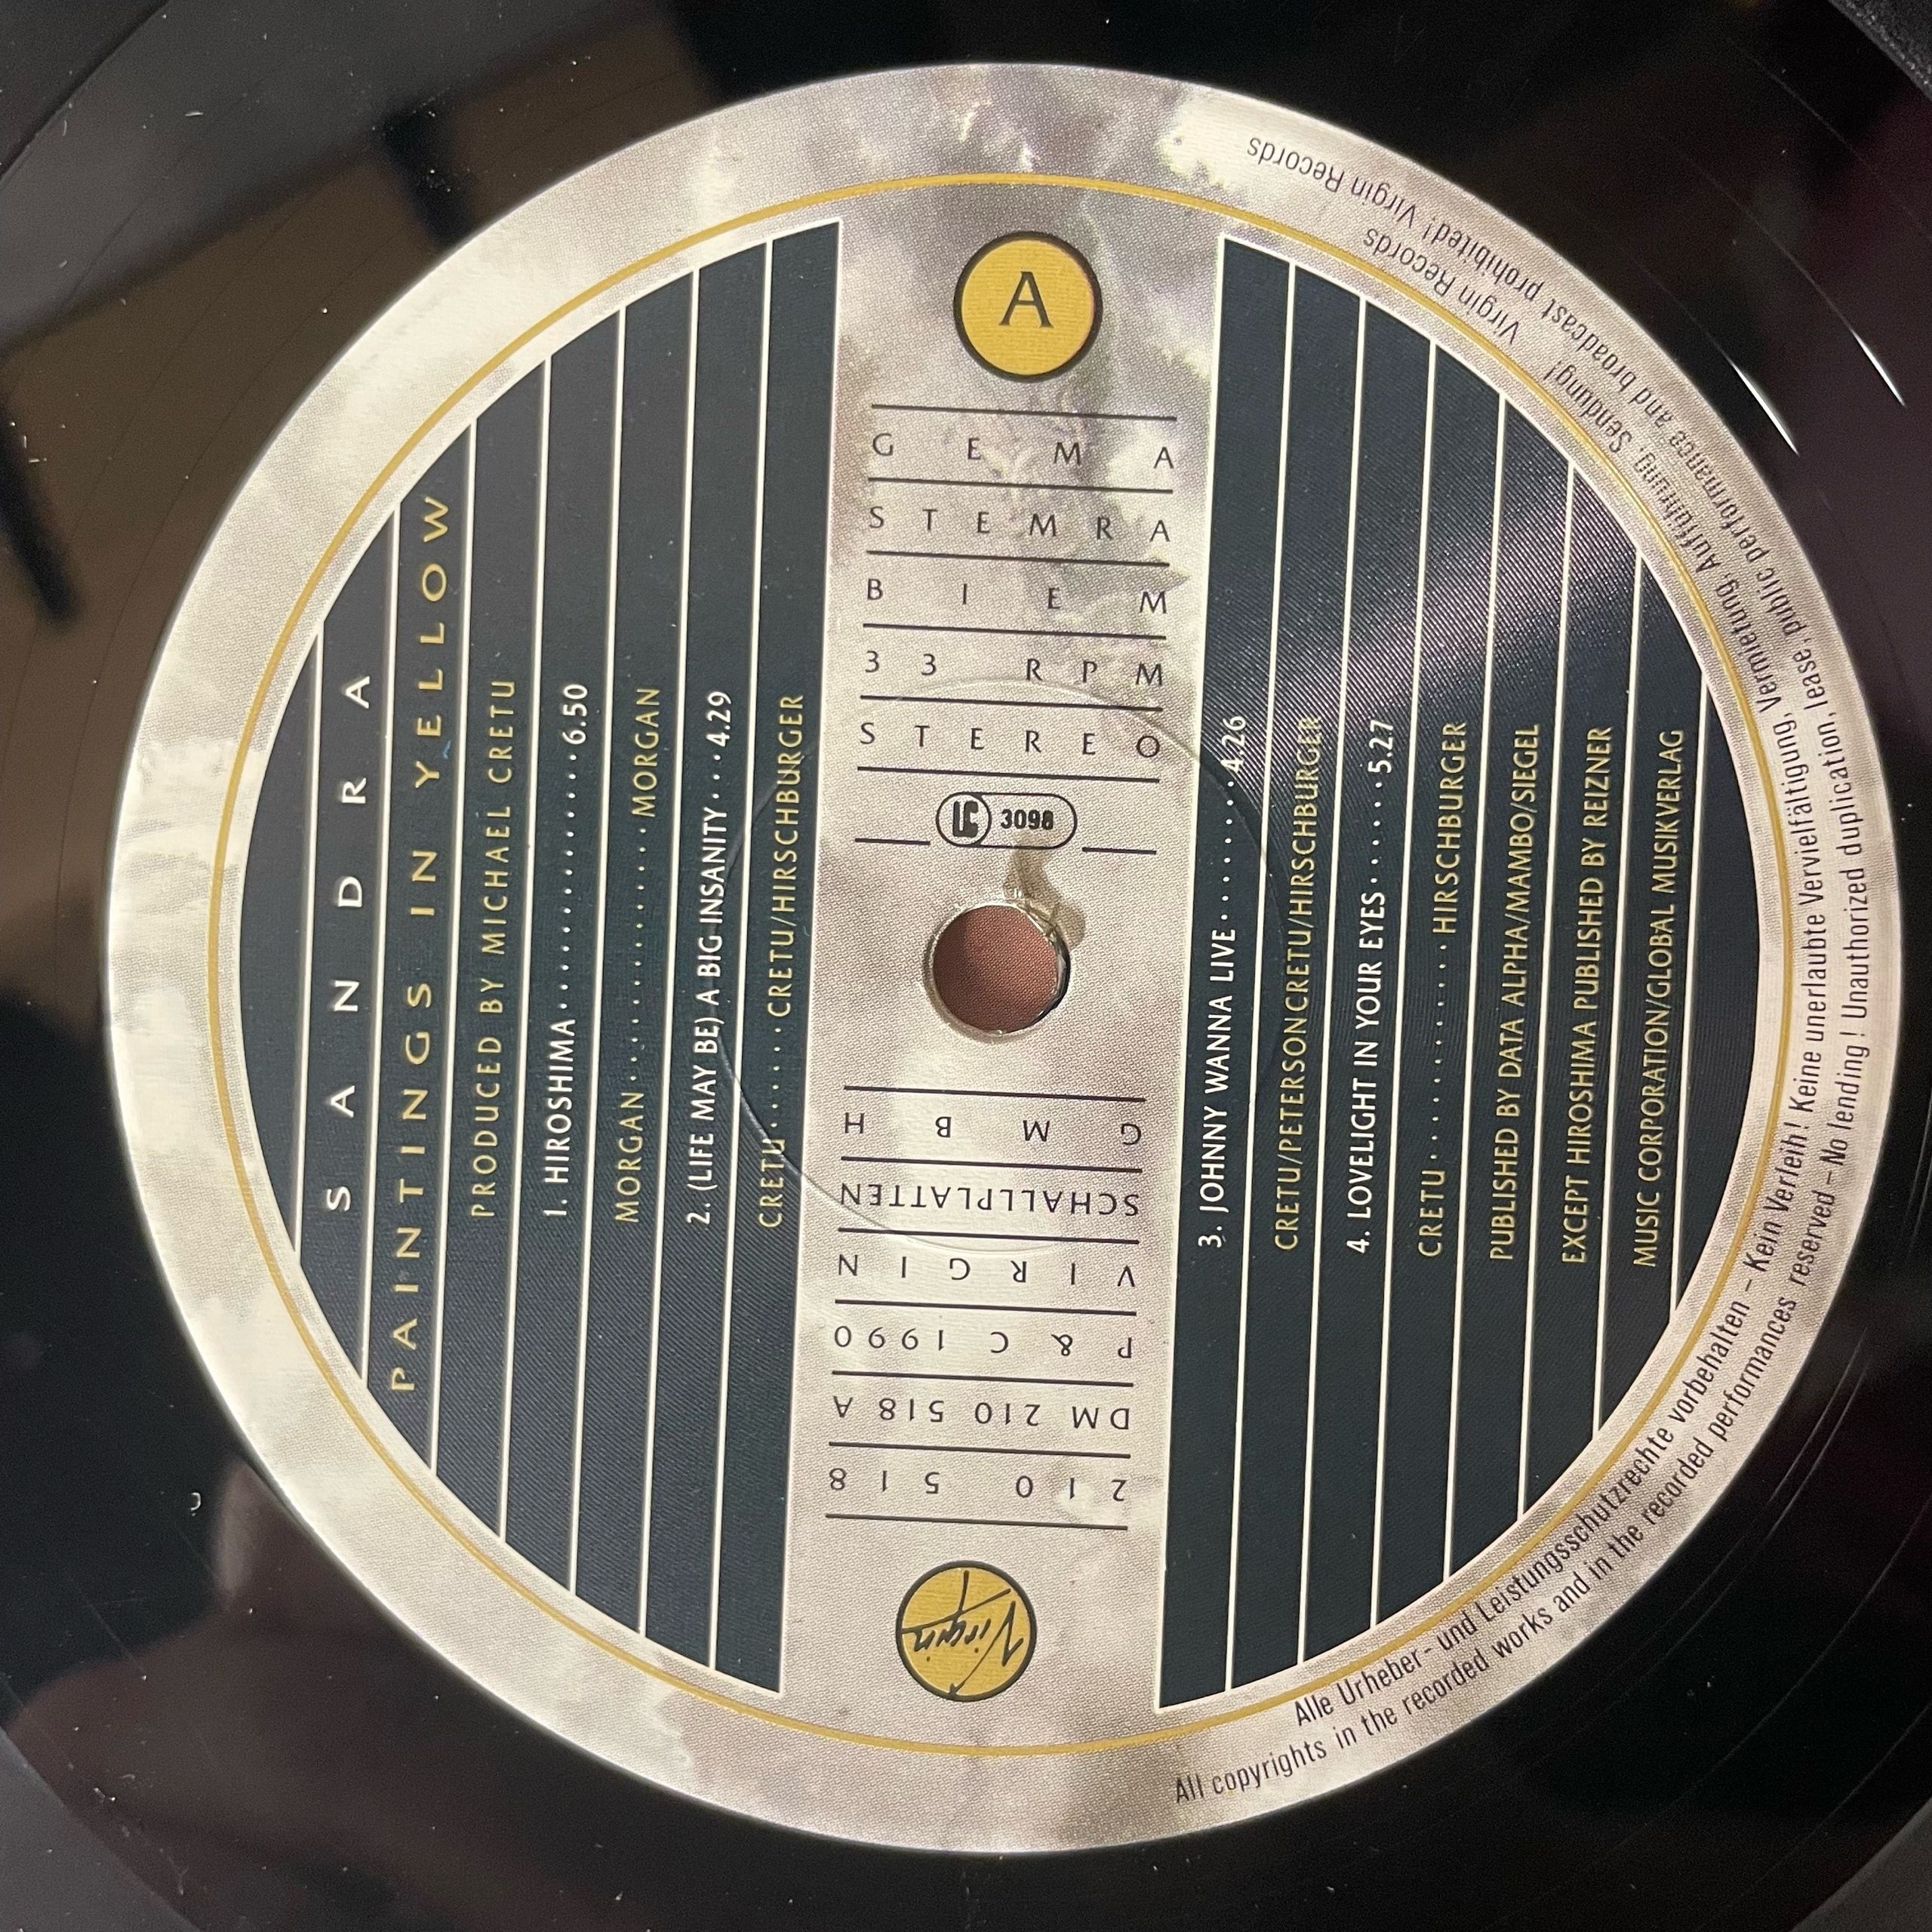 SANDRA
PAINTINGS IN YELLOW
PRODUCED BY MICHAEL CRETU
1. HIROSHIMA..................6.50
MORGAN..................MORGAN
2. (LIFE MAY BE) A BIG INSANITY...4.29
CRETU........CRETU/HIRSCHBURGER
A
GEMA
STEMRA
BIEM
33 RPM
STEREO
LC 3098
210 518
DM 210 518 A
P & C 1990
VIRGIN
SCHALLPLATTEN
GMBH
Virgin
3. JOHNNY WANNA LIVE..........4.26
CRETU/PETERSONCRETU/HIRSCHBURGER
4. LOVELIGHT IN YOUR EYES......5.27
CRETU.............HIRSCHBURGER
PUBLISHED BY DATA ALPHA/MAMBO/SIEGEL
EXCEPT HIROSHIMA PUBLISHED BY REIZNER
MUSIC CORPORATION/GLOBAL MUSIKVERLAG
Alle Urheber- und Leistungsschutzrechte vorbehalten – Kein Verleih! Keine unerlaubte Vervielfältigung, Vermietung, Aufführung, Sendung! Virgin Records
All copyrights in the recorded works and in the recorded performances reserved – No lending! Unauthorized duplication, lease, public performance and broadcast prohibited! Virgin Records